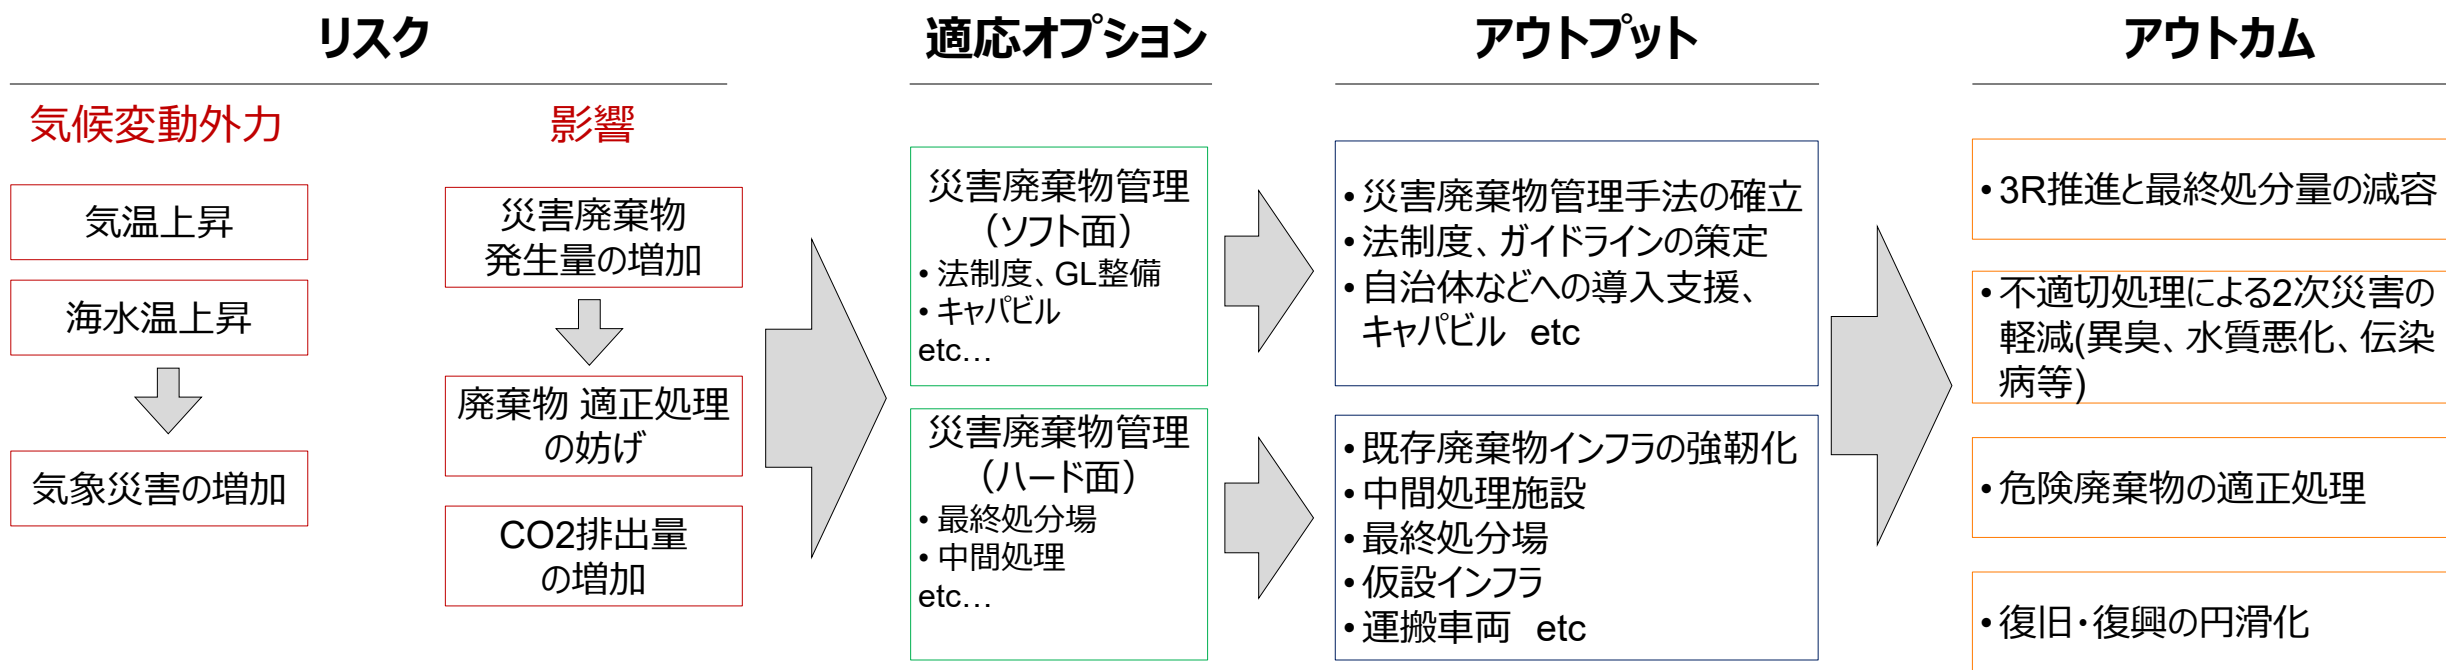 リスク
適応オプション
アウトプット
アウトカム
気候変動外力
影響
気温上昇
海水温上昇
気象災害の増加
災害廃棄物
発生量の増加
廃棄物 適正処理
の妨げ
CO2排出量
の増加
災害廃棄物管理
（ソフト面）
• 法制度、GL整備
• キャパビル
etc…
災害廃棄物管理
（ハード面）
• 最終処分場
• 中間処理
etc…
• 災害廃棄物管理手法の確立
• 法制度、ガイドラインの策定
• 自治体などへの導入支援、
キャパビル etc
• 既存廃棄物インフラの強靭化
• 中間処理施設
• 最終処分場
• 仮設インフラ
• 運搬車両 etc
• 3R推進と最終処分量の減容
• 不適切処理による2次災害の
軽減(異臭、水質悪化、伝染
病等)
• 危険廃棄物の適正処理
• 復旧・復興の円滑化